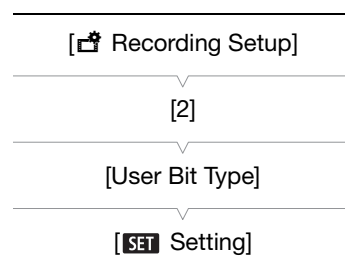 [ Recording Setup]
[2]
[User Bit Type]
[SET Setting]